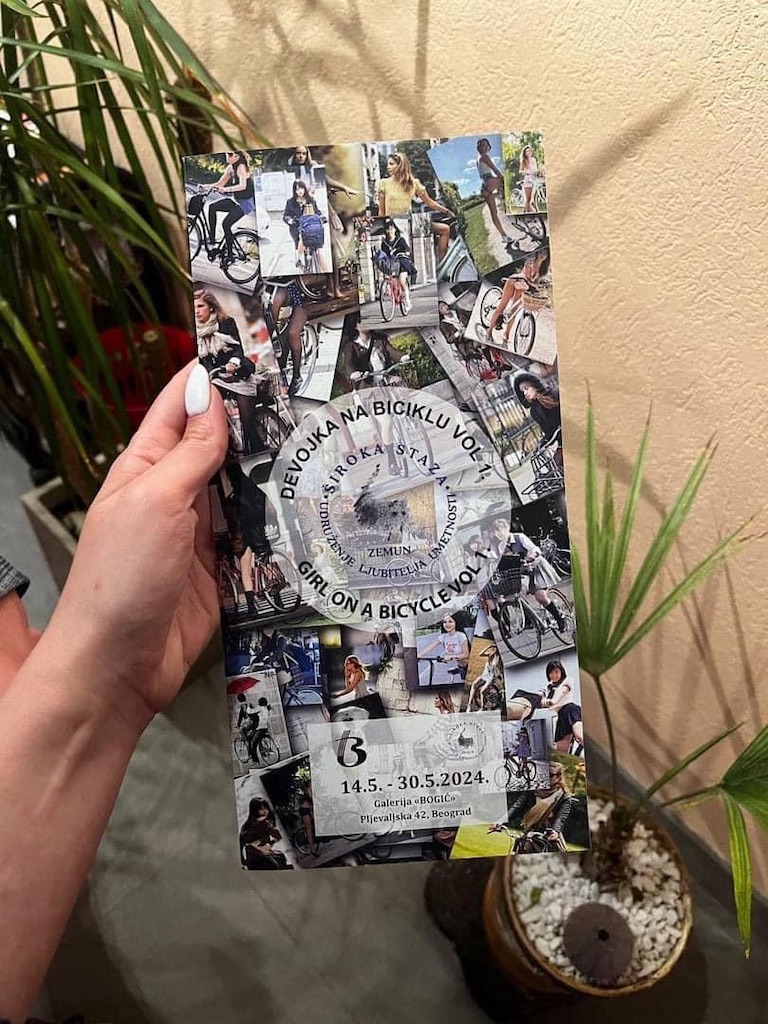 DEVOJKA NA BICIKLU VOL 1.
ŠIROKA STAZA
ZEMUN
UDRUŽENJE LJUBITELJA UMETNOSTI
GIRL ON A BICYCLE VOL 1.
B
14.5. - 30.5.2024.
Galerija «BOGIĆ»
Pljevaljska 42, Beograd